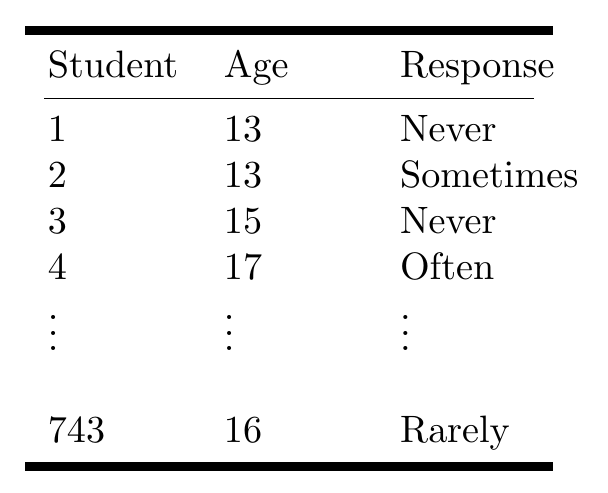 Student Age Response
1 13 Never
2 13 Sometimes
3 15 Never
4 17 Often
⋮ ⋮ ⋮
743 16 Rarely